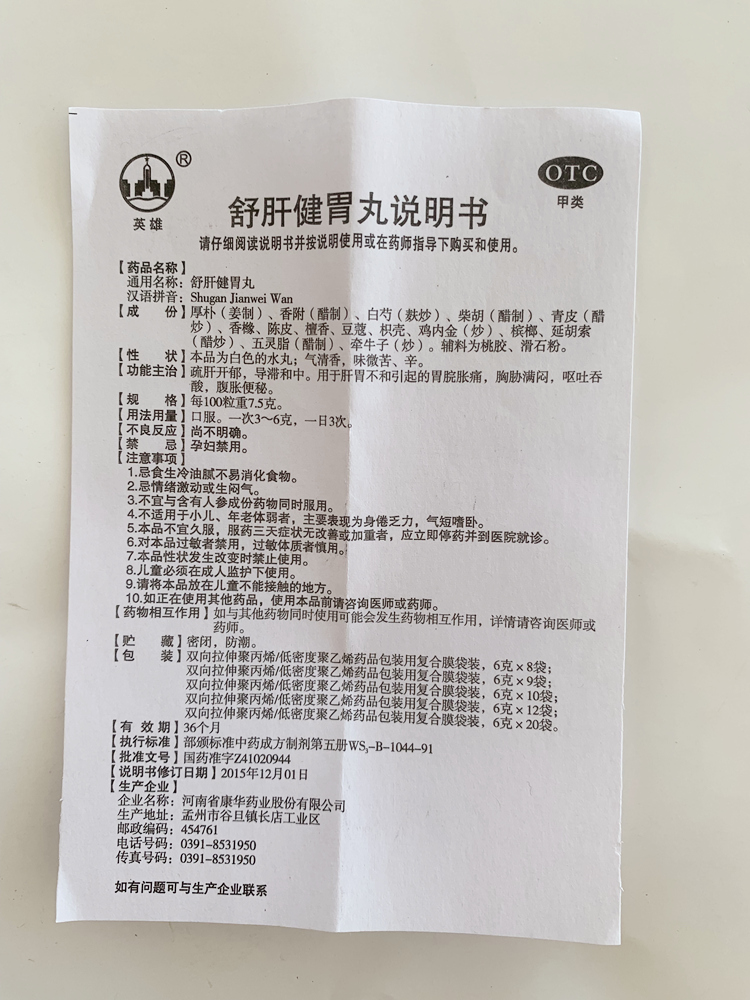 ®
OTC
英雄
甲类
舒肝健胃丸说明书
请仔细阅读说明书并按说明使用或在药师指导下购买和使用。
【药品名称】
通用名称：舒肝健胃丸
汉语拼音：Shugan Jianwei Wan
【成　　份】厚朴（姜制）、香附（醋制）、白芍（麸炒）、柴胡（醋制）、青皮（醋
炒）、香橼、陈皮、檀香、豆蔻、枳壳、鸡内金（炒）、槟榔、延胡索
（醋炒）、五灵脂（醋制）、牵牛子（炒）。辅料为桃胶、滑石粉。
【性　　状】本品为白色的水丸；气清香，味微苦、辛。
【功能主治】疏肝开郁，导滞和中。用于肝胃不和引起的胃脘胀痛，胸胁满闷，呕吐吞
酸，腹胀便秘。
【规　　格】每100粒重7.5克。
【用法用量】口服。一次3～6克，一日3次。
【不良反应】尚不明确。
【禁　　忌】孕妇禁用。
【注意事项】
1.忌食生冷油腻不易消化食物。
2.忌情绪激动或生闷气。
3.不宜与含有人参成份药物同时服用。
4.不适用于小儿、年老体弱者，主要表现为身倦乏力，气短嗜卧。
5.本品不宜久服，服药三天症状无改善或加重者，应立即停药并到医院就诊。
6.对本品过敏者禁用，过敏体质者慎用。
7.本品性状发生改变时禁止使用。
8.儿童必须在成人监护下使用。
9.请将本品放在儿童不能接触的地方。
10.如正在使用其他药品，使用本品前请咨询医师或药师。
【药物相互作用】如与其他药物同时使用可能会发生药物相互作用，详情请咨询医师或
药师。
【贮　　藏】密闭，防潮。
【包　　装】双向拉伸聚丙烯/低密度聚乙烯药品包装用复合膜袋装，6克×8袋；
双向拉伸聚丙烯/低密度聚乙烯药品包装用复合膜袋装，6克×9袋；
双向拉伸聚丙烯/低密度聚乙烯药品包装用复合膜袋装，6克×10袋；
双向拉伸聚丙烯/低密度聚乙烯药品包装用复合膜袋装，6克×12袋；
双向拉伸聚丙烯/低密度聚乙烯药品包装用复合膜袋装，6克×20袋。
【有 效 期】36个月
【执行标准】部颁标准中药成方制剂第五册WS₃-B-1044-91
【批准文号】国药准字Z41020944
【说明书修订日期】2015年12月01日
【生产企业】
企业名称：河南省康华药业股份有限公司
生产地址：孟州市谷旦镇长店工业区
邮政编码：454761
电话号码：0391-8531950
传真号码：0391-8531950
如有问题可与生产企业联系